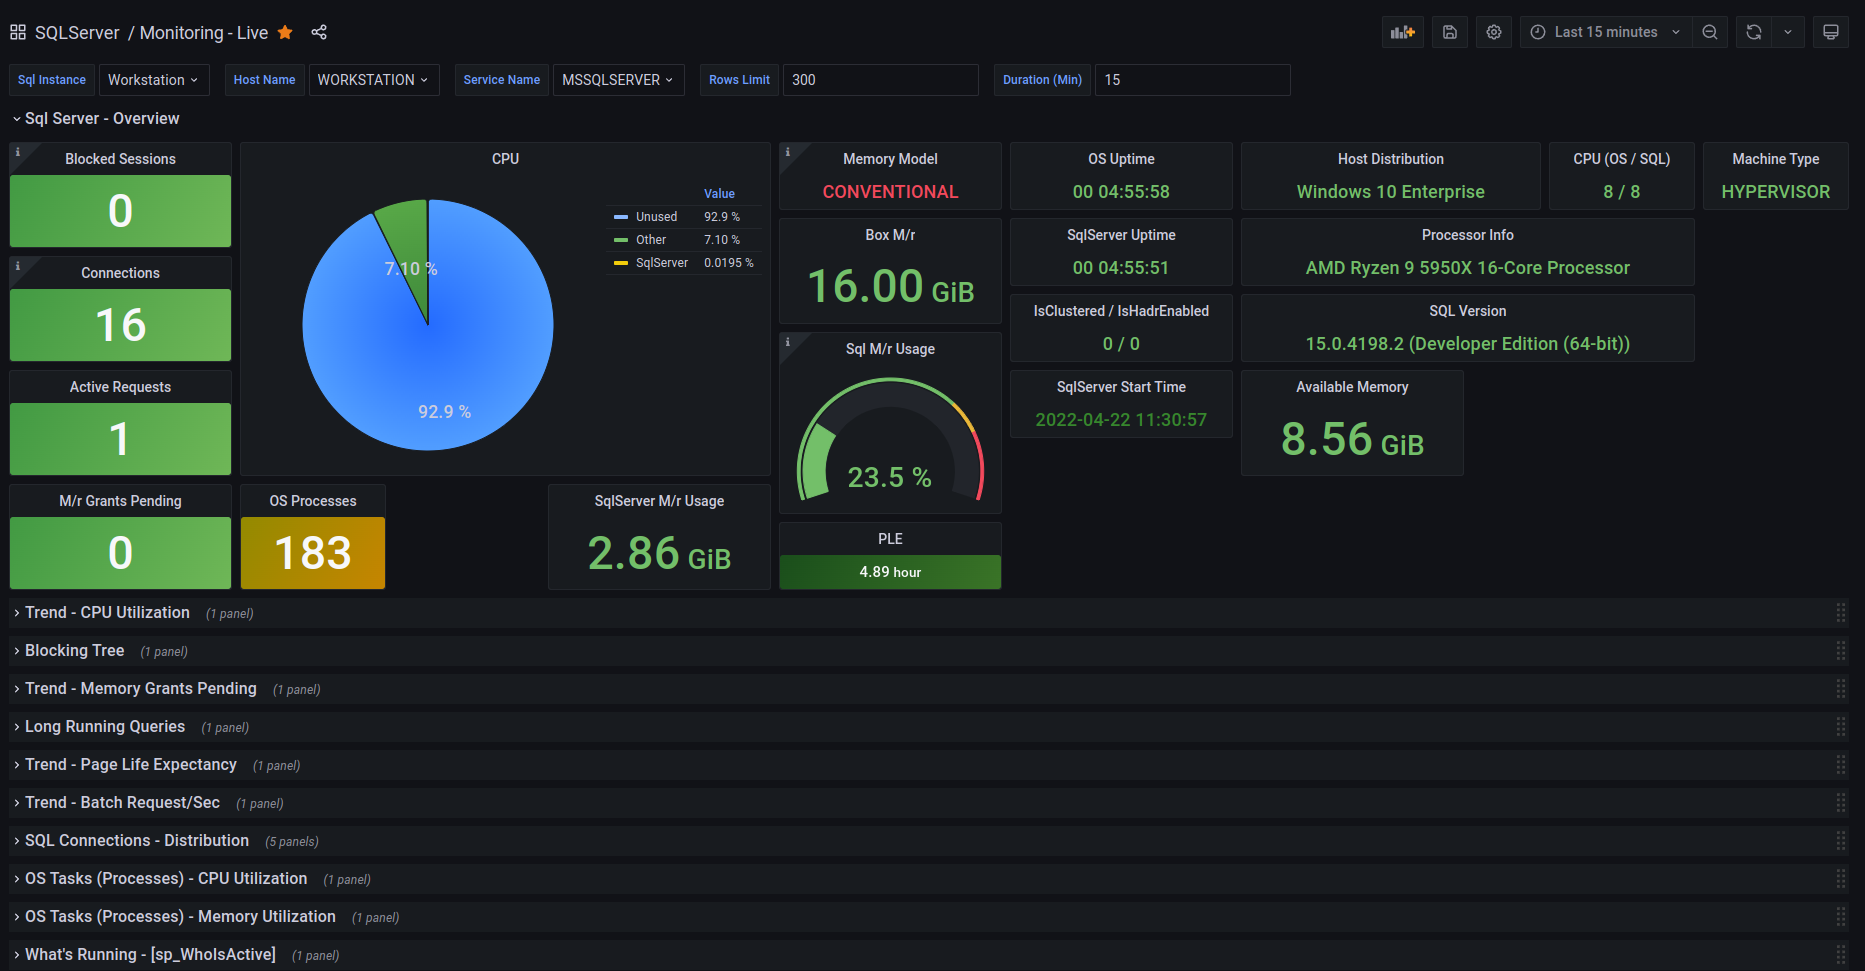 SQLServer / Monitoring - Live
Last 15 minutes
Sql Instance Workstation Host Name WORKSTATION Service Name MSSQLSERVER Rows Limit 300 Duration (Min) 15
Sql Server - Overview
Blocked Sessions
0
Connections
16
Active Requests
1
M/r Grants Pending
0
CPU
Value
Unused 92.9 %
Other 7.10 %
SqlServer 0.0195 %
7.10 %
92.9 %
OS Processes
183
SqlServer M/r Usage
2.86 GiB
Memory Model
CONVENTIONAL
Box M/r
16.00 GiB
Sql M/r Usage
23.5 %
PLE
4.89 hour
OS Uptime
00 04:55:58
SqlServer Uptime
00 04:55:51
IsClustered / IsHadrEnabled
0 / 0
SqlServer Start Time
2022-04-22 11:30:57
Host Distribution
Windows 10 Enterprise
CPU (OS / SQL)
8 / 8
Machine Type
HYPERVISOR
Processor Info
AMD Ryzen 9 5950X 16-Core Processor
SQL Version
15.0.4198.2 (Developer Edition (64-bit))
Available Memory
8.56 GiB
Trend - CPU Utilization (1 panel)
Blocking Tree (1 panel)
Trend - Memory Grants Pending (1 panel)
Long Running Queries (1 panel)
Trend - Page Life Expectancy (1 panel)
Trend - Batch Request/Sec (1 panel)
SQL Connections - Distribution (5 panels)
OS Tasks (Processes) - CPU Utilization (1 panel)
OS Tasks (Processes) - Memory Utilization (1 panel)
What's Running - [sp_WhoIsActive] (1 panel)